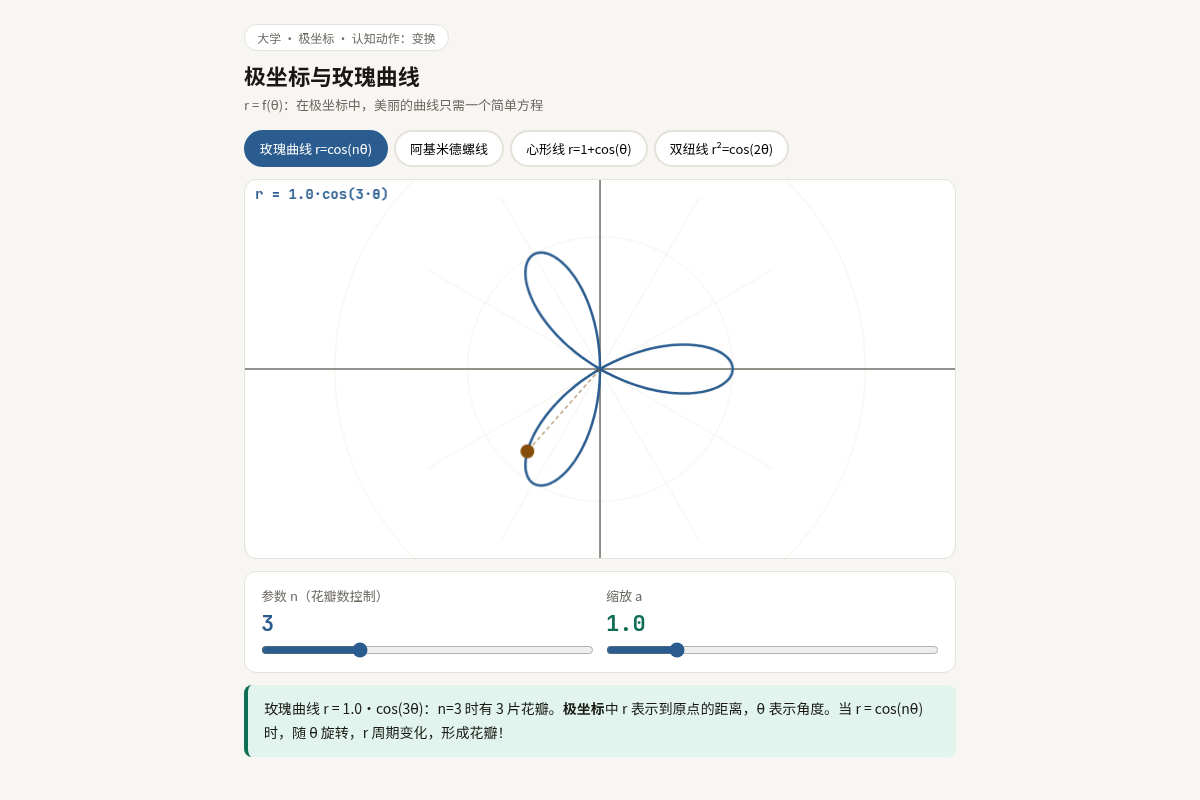 大学 · 极坐标 · 认知动作：变换
极坐标与玫瑰曲线
r = f(θ)：在极坐标中，美丽的曲线只需一个简单方程
玫瑰曲线 r=cos(nθ)
阿基米德螺线
心形线 r=1+cos(θ)
双纽线 r²=cos(2θ)
r = 1.0·cos(3·θ)
参数 n（花瓣数控制）
3
缩放 a
1.0
玫瑰曲线 r = 1.0 · cos(3θ)：n=3 时有 3 片花瓣。极坐标中 r 表示到原点的距离，θ 表示角度。当 r = cos(nθ)
时，随 θ 旋转，r 周期变化，形成花瓣！